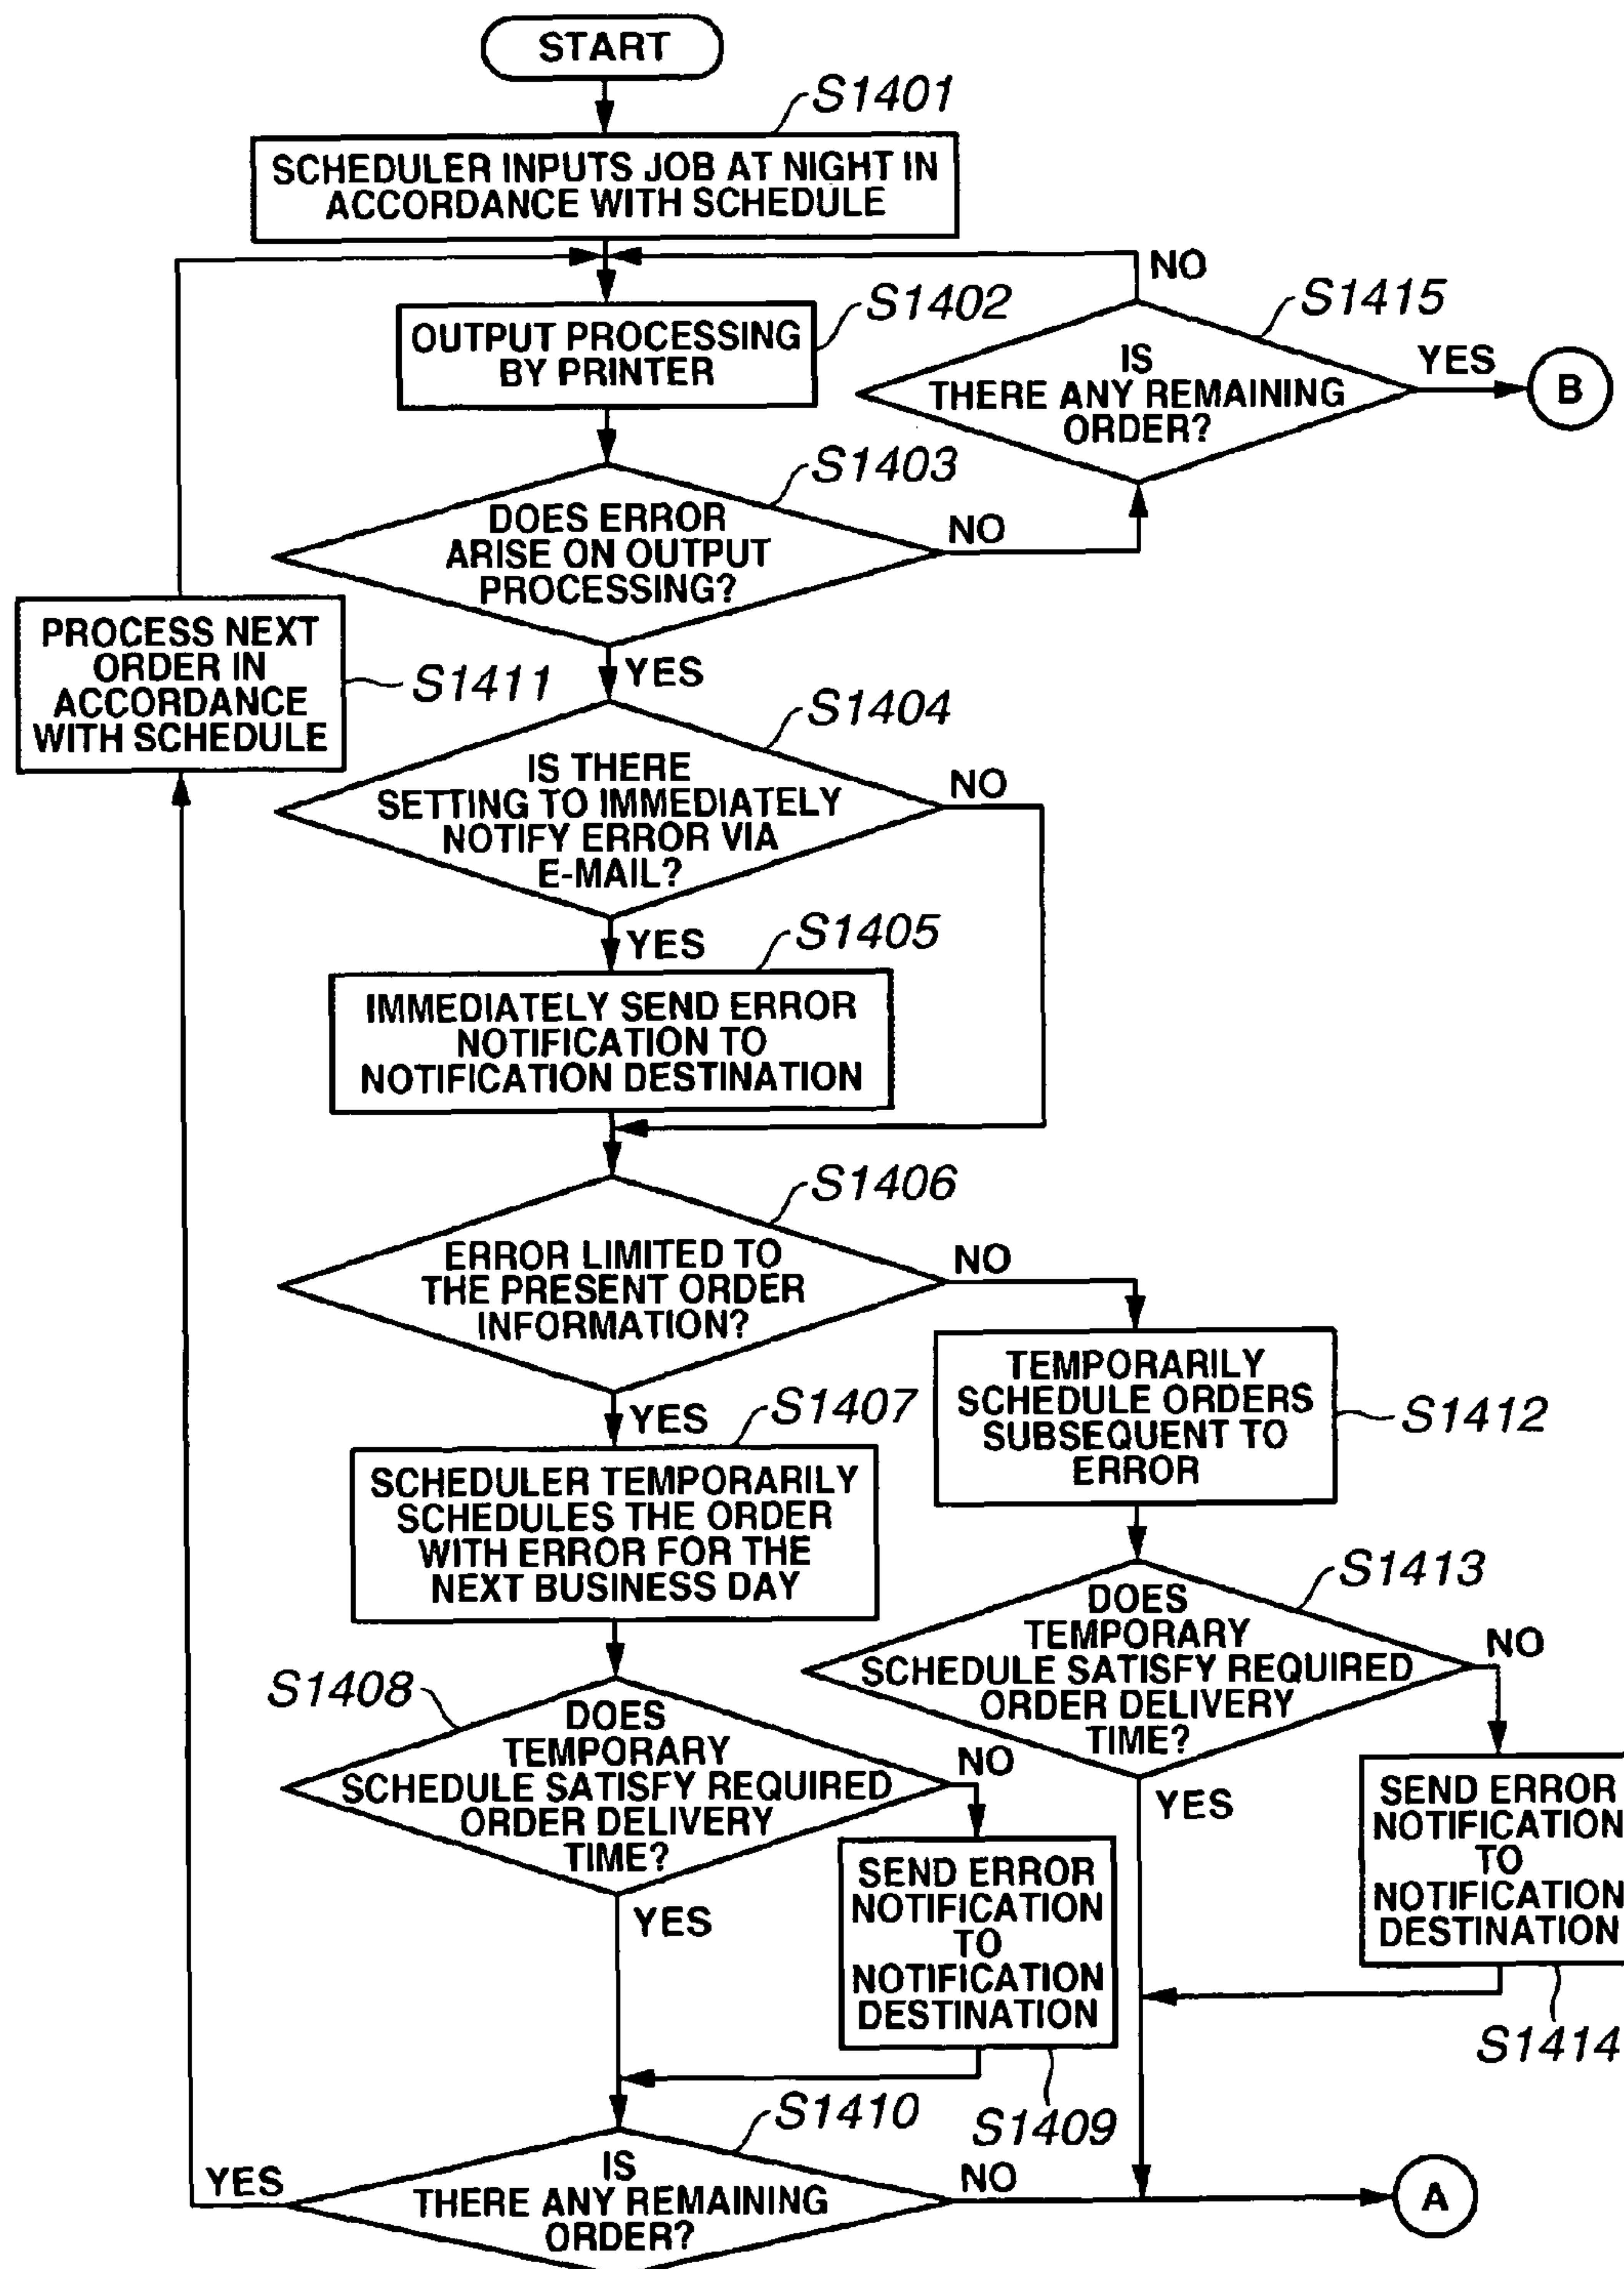 START
S1401
SCHEDULER INPUTS JOB AT NIGHT IN
ACCORDANCE WITH SCHEDULE
NO
S1415
S1402
OUTPUT PROCESSING
BY PRINTER
IS
THERE ANY REMAINING
ORDER?
YES
B
S1403
DOES ERROR
ARISE ON OUTPUT
PROCESSING?
NO
PROCESS NEXT
ORDER IN
ACCORDANCE
WITH SCHEDULE
S1411
YES
S1404
IS THERE
SETTING TO IMMEDIATELY
NOTIFY ERROR VIA
E-MAIL?
NO
YES
S1405
IMMEDIATELY SEND ERROR
NOTIFICATION TO
NOTIFICATION DESTINATION
S1406
ERROR LIMITED TO
THE PRESENT ORDER
INFORMATION?
NO
TEMPORARILY
SCHEDULE ORDERS
SUBSEQUENT TO
ERROR
S1412
YES
S1407
SCHEDULER TEMPORARILY
SCHEDULES THE ORDER
WITH ERROR FOR THE
NEXT BUSINESS DAY
S1413
DOES
TEMPORARY
SCHEDULE SATISFY REQUIRED
ORDER DELIVERY
TIME?
NO
S1408
DOES
TEMPORARY
SCHEDULE SATISFY REQUIRED
ORDER DELIVERY
TIME?
NO
YES
SEND ERROR
NOTIFICATION
TO
NOTIFICATION
DESTINATION
S1414
YES
SEND ERROR
NOTIFICATION
TO
NOTIFICATION
DESTINATION
S1409
S1410
IS
THERE ANY REMAINING
ORDER?
YES
NO
A